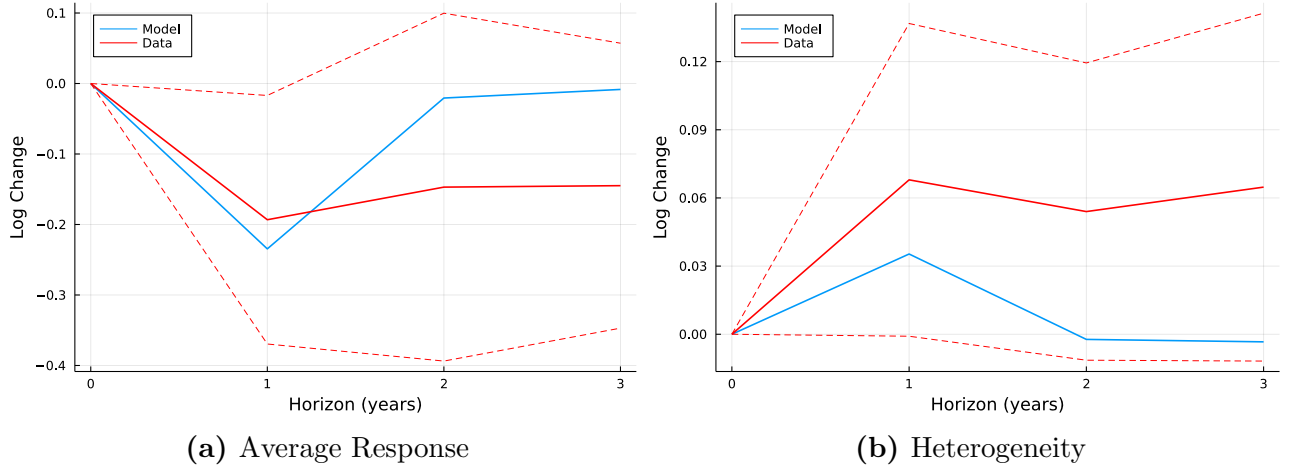 Model
Data
Log Change
0.1
0.0
−0.1
−0.2
−0.3
−0.4
0
1
2
3
Horizon (years)
(a) Average Response
Model
Data
Log Change
0.12
0.09
0.06
0.03
0.00
0
1
2
3
Horizon (years)
(b) Heterogeneity